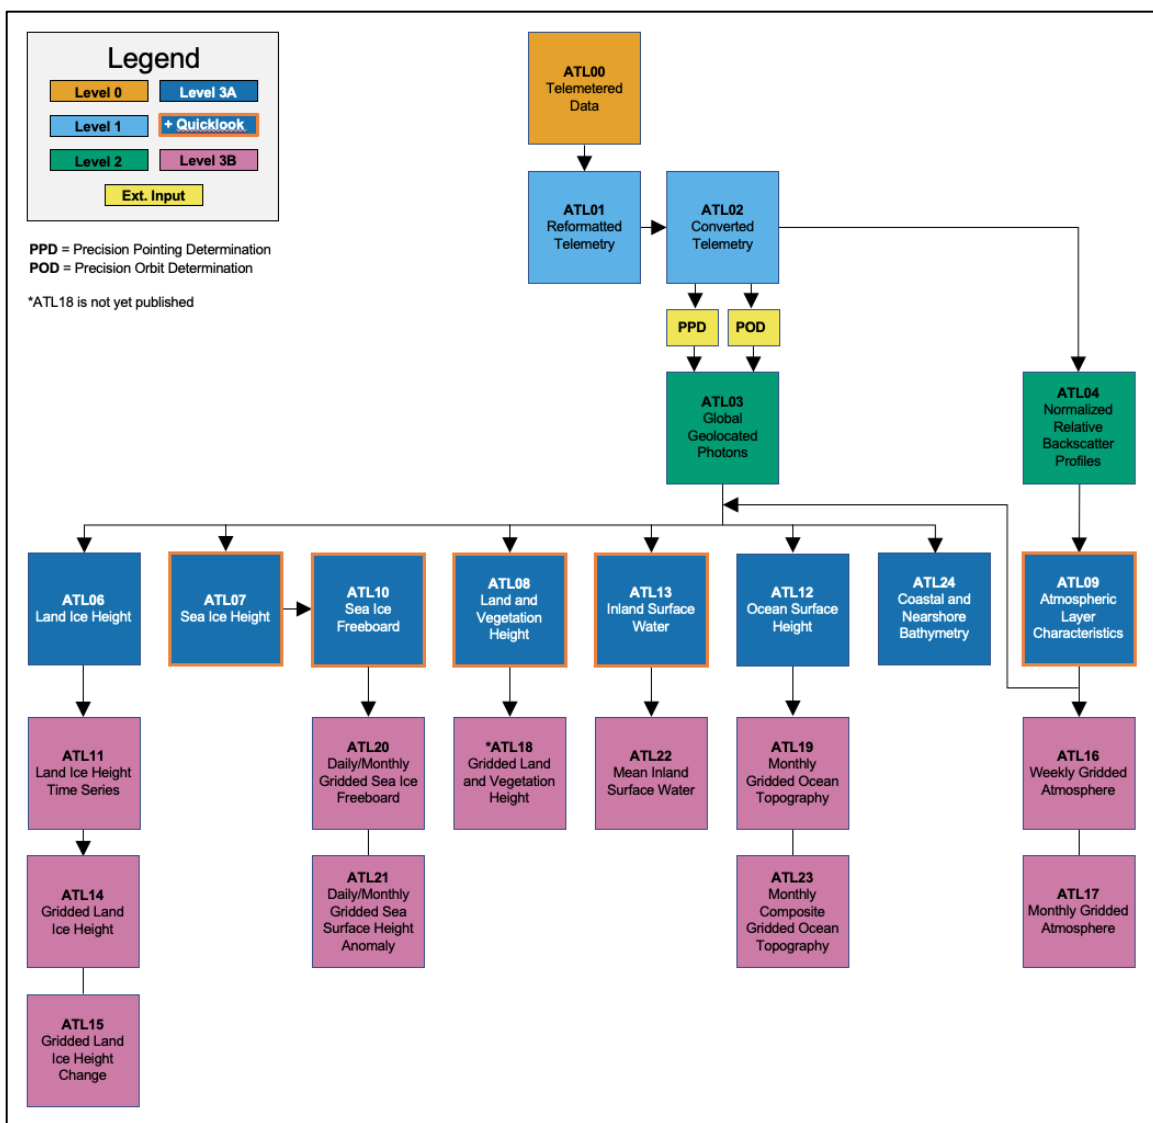 Legend
Level 0
Level 3A
Level 1
+ Quicklook
Level 2
Level 3B
Ext. Input
PPD = Precision Pointing Determination
POD = Precision Orbit Determination
*ATL18 is not yet published
ATL00
Telemetered
Data
ATL01
Reformatted
Telemetry
ATL02
Converted
Telemetry
PPD
POD
ATL03
Global
Geolocated
Photons
ATL04
Normalized
Relative
Backscatter
Profiles
ATL06
Land Ice Height
ATL07
Sea Ice Height
ATL10
Sea Ice
Freeboard
ATL08
Land and
Vegetation
Height
ATL13
Inland Surface
Water
ATL12
Ocean Surface
Height
ATL24
Coastal and
Nearshore
Bathymetry
ATL09
Atmospheric
Layer
Characteristics
ATL11
Land Ice Height
Time Series
ATL20
Daily/Monthly
Gridded Sea Ice
Freeboard
*ATL18
Gridded Land
and Vegetation
Height
ATL22
Mean Inland
Surface Water
ATL19
Monthly
Gridded Ocean
Topography
ATL16
Weekly Gridded
Atmosphere
ATL14
Gridded Land
Ice Height
ATL21
Daily/Monthly
Gridded Sea
Surface Height
Anomaly
ATL23
Monthly
Composite
Gridded Ocean
Topography
ATL17
Monthly Gridded
Atmosphere
ATL15
Gridded Land
Ice Height
Change